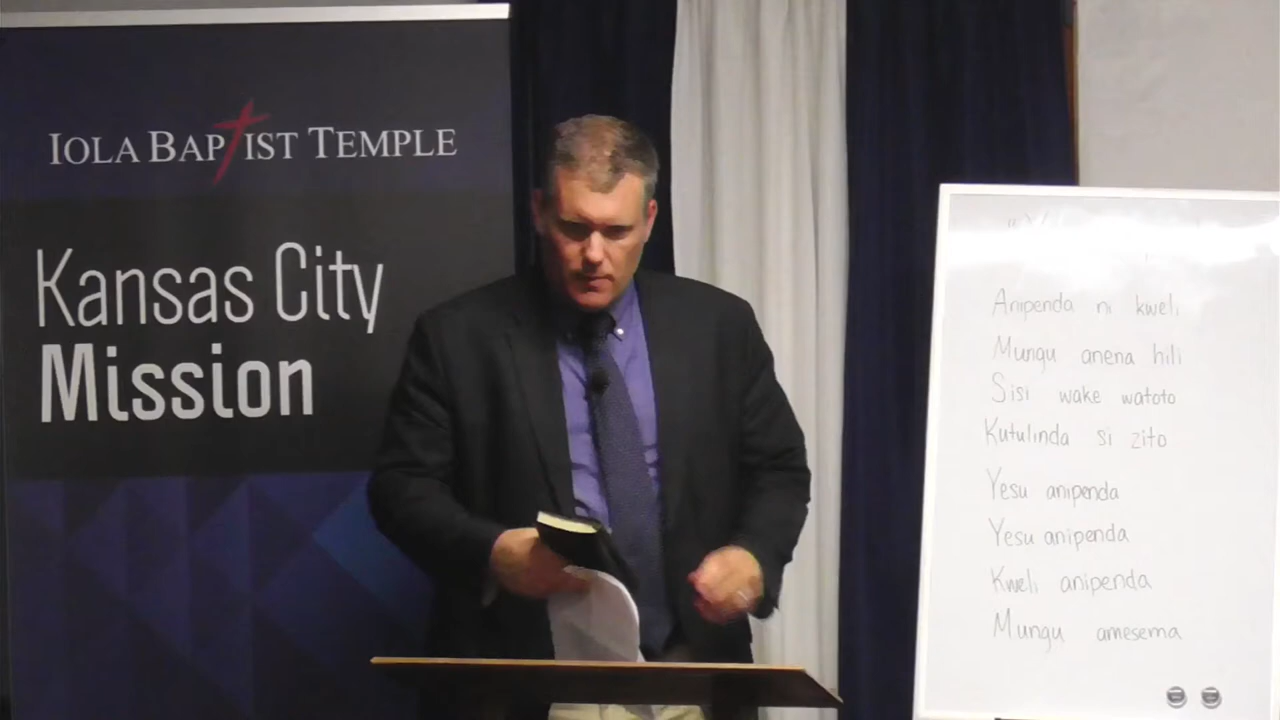 IOLA BAPTIST TEMPLE
Kansas City
Mission
Anipenda ni kweli
Mungu anena hili
Sisi wake watoto
Kutulinda si zito
Yesu anipenda
Yesu anipenda
Kweli anipenda
Mungu amesema